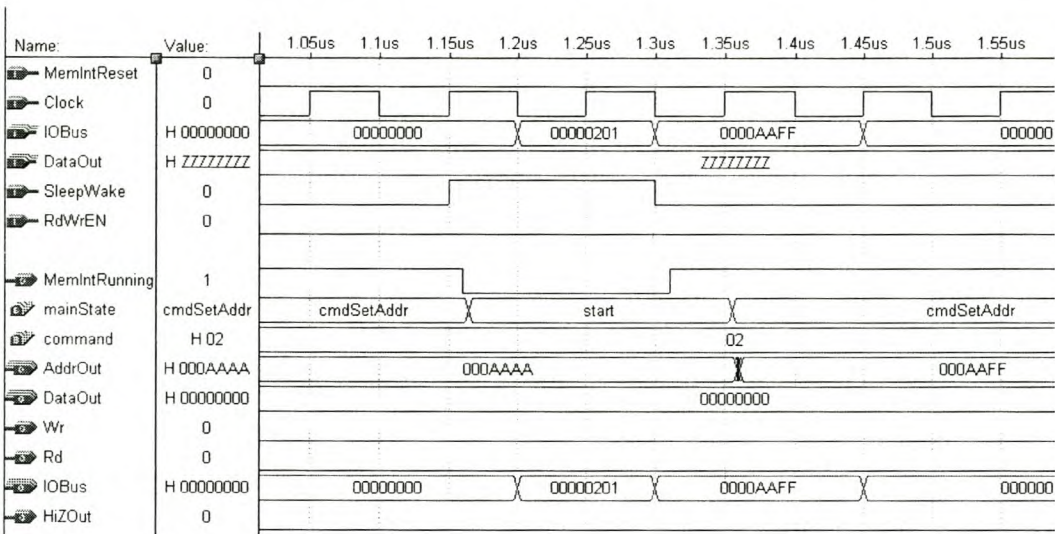 Name: Value: 1.05us 1.1us 1.15us 1.2us 1.25us 1.3us 1.35us 1.4us 1.45us 1.5us 1.55us
MemIntReset 0
Clock 0
IOBus H 00000000 00000000 00000201 0000AAFF 000000
DataOut H ZZZZZZZZ ZZZZZZZZ
SleepWake 0
RdWrEN 0
MemIntRunning 1
mainState cmdSetAddr cmdSetAddr start cmdSetAddr
command H 02 02
AddrOut H 000AAAA 000AAAA 000AAFF
DataOut H 00000000 00000000
Wr 0
Rd 0
IOBus H 00000000 00000000 00000201 0000AAFF 000000
HiZOut 0